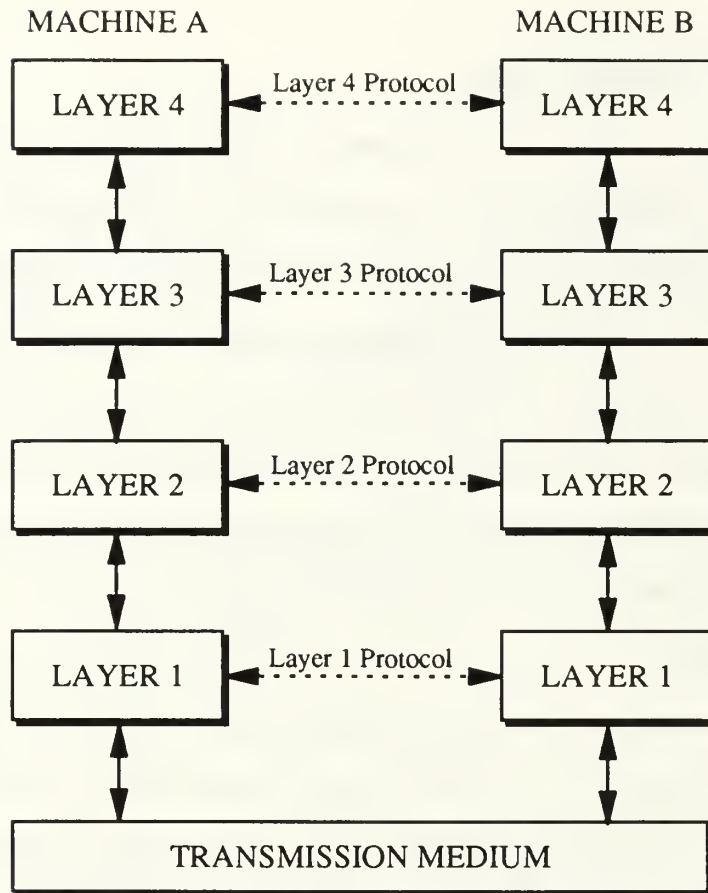 MACHINE A MACHINE B
LAYER 4 Layer 4 Protocol LAYER 4
LAYER 3 Layer 3 Protocol LAYER 3
LAYER 2 Layer 2 Protocol LAYER 2
LAYER 1 Layer 1 Protocol LAYER 1
TRANSMISSION MEDIUM